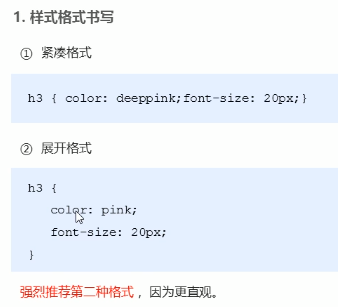 1. 样式格式书写
① 紧凑格式
h3 { color: deeppink;font-size: 20px;}
② 展开格式
h3 {
color: pink;
font-size: 20px;
}
强烈推荐第二种格式， 因为更直观。